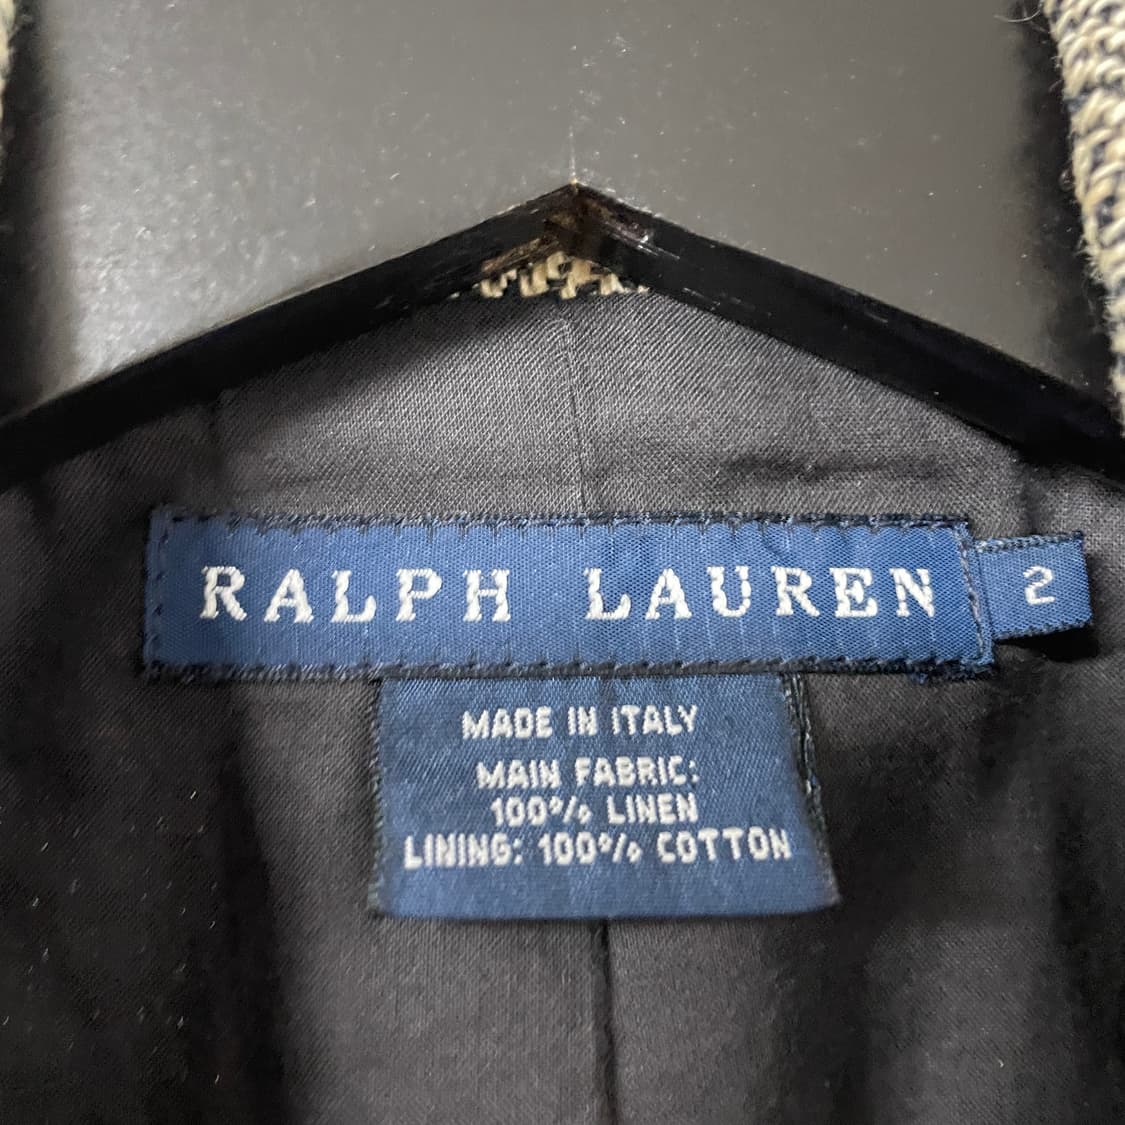 RALPH LAUREN
2
MADE IN ITALY
MAIN FABRIC:
100% LINEN
LINING: 100% COTTON